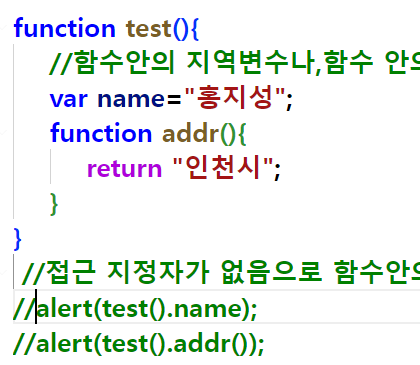 function test(){
//함수안의 지역변수나,함수 안의
var name="홍지성";
function addr(){
return "인천시";
}
}
//접근 지정자가 없음으로 함수안의
//alert(test().name);
//alert(test().addr());